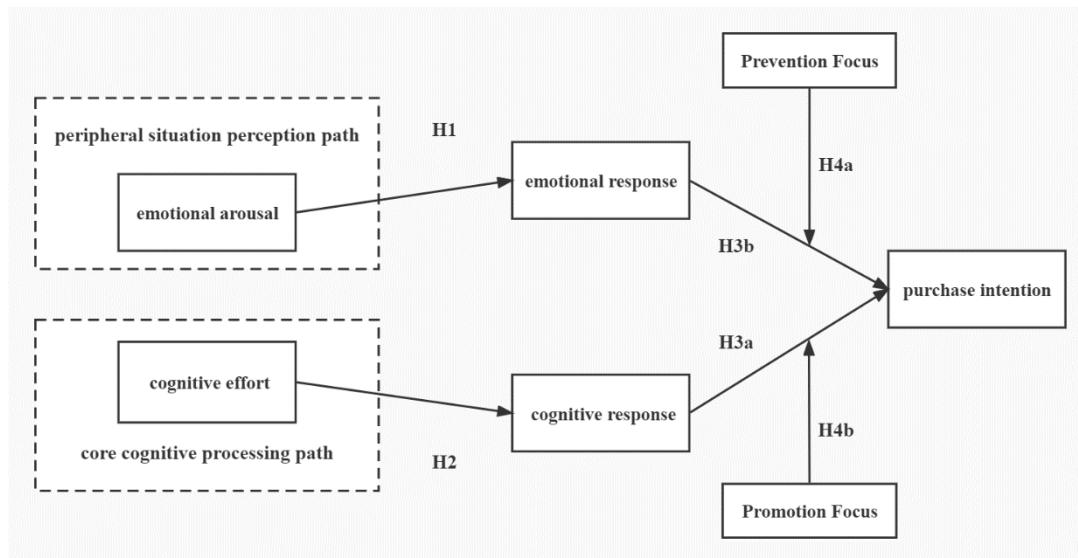 Prevention Focus
peripheral situation perception path
H1
emotional arousal
emotional response
H4a
H3b
purchase intention
cognitive effort
H3a
cognitive response
H4b
core cognitive processing path
H2
Promotion Focus